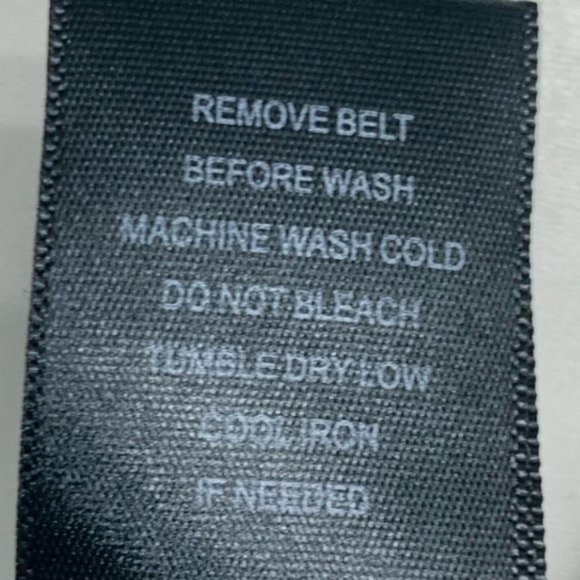 REMOVE BELT
BEFORE WASH
MACHINE WASH COLD
DO NOT BLEACH
TUMBLE DRY LOW
COOL IRON
IF NEEDED